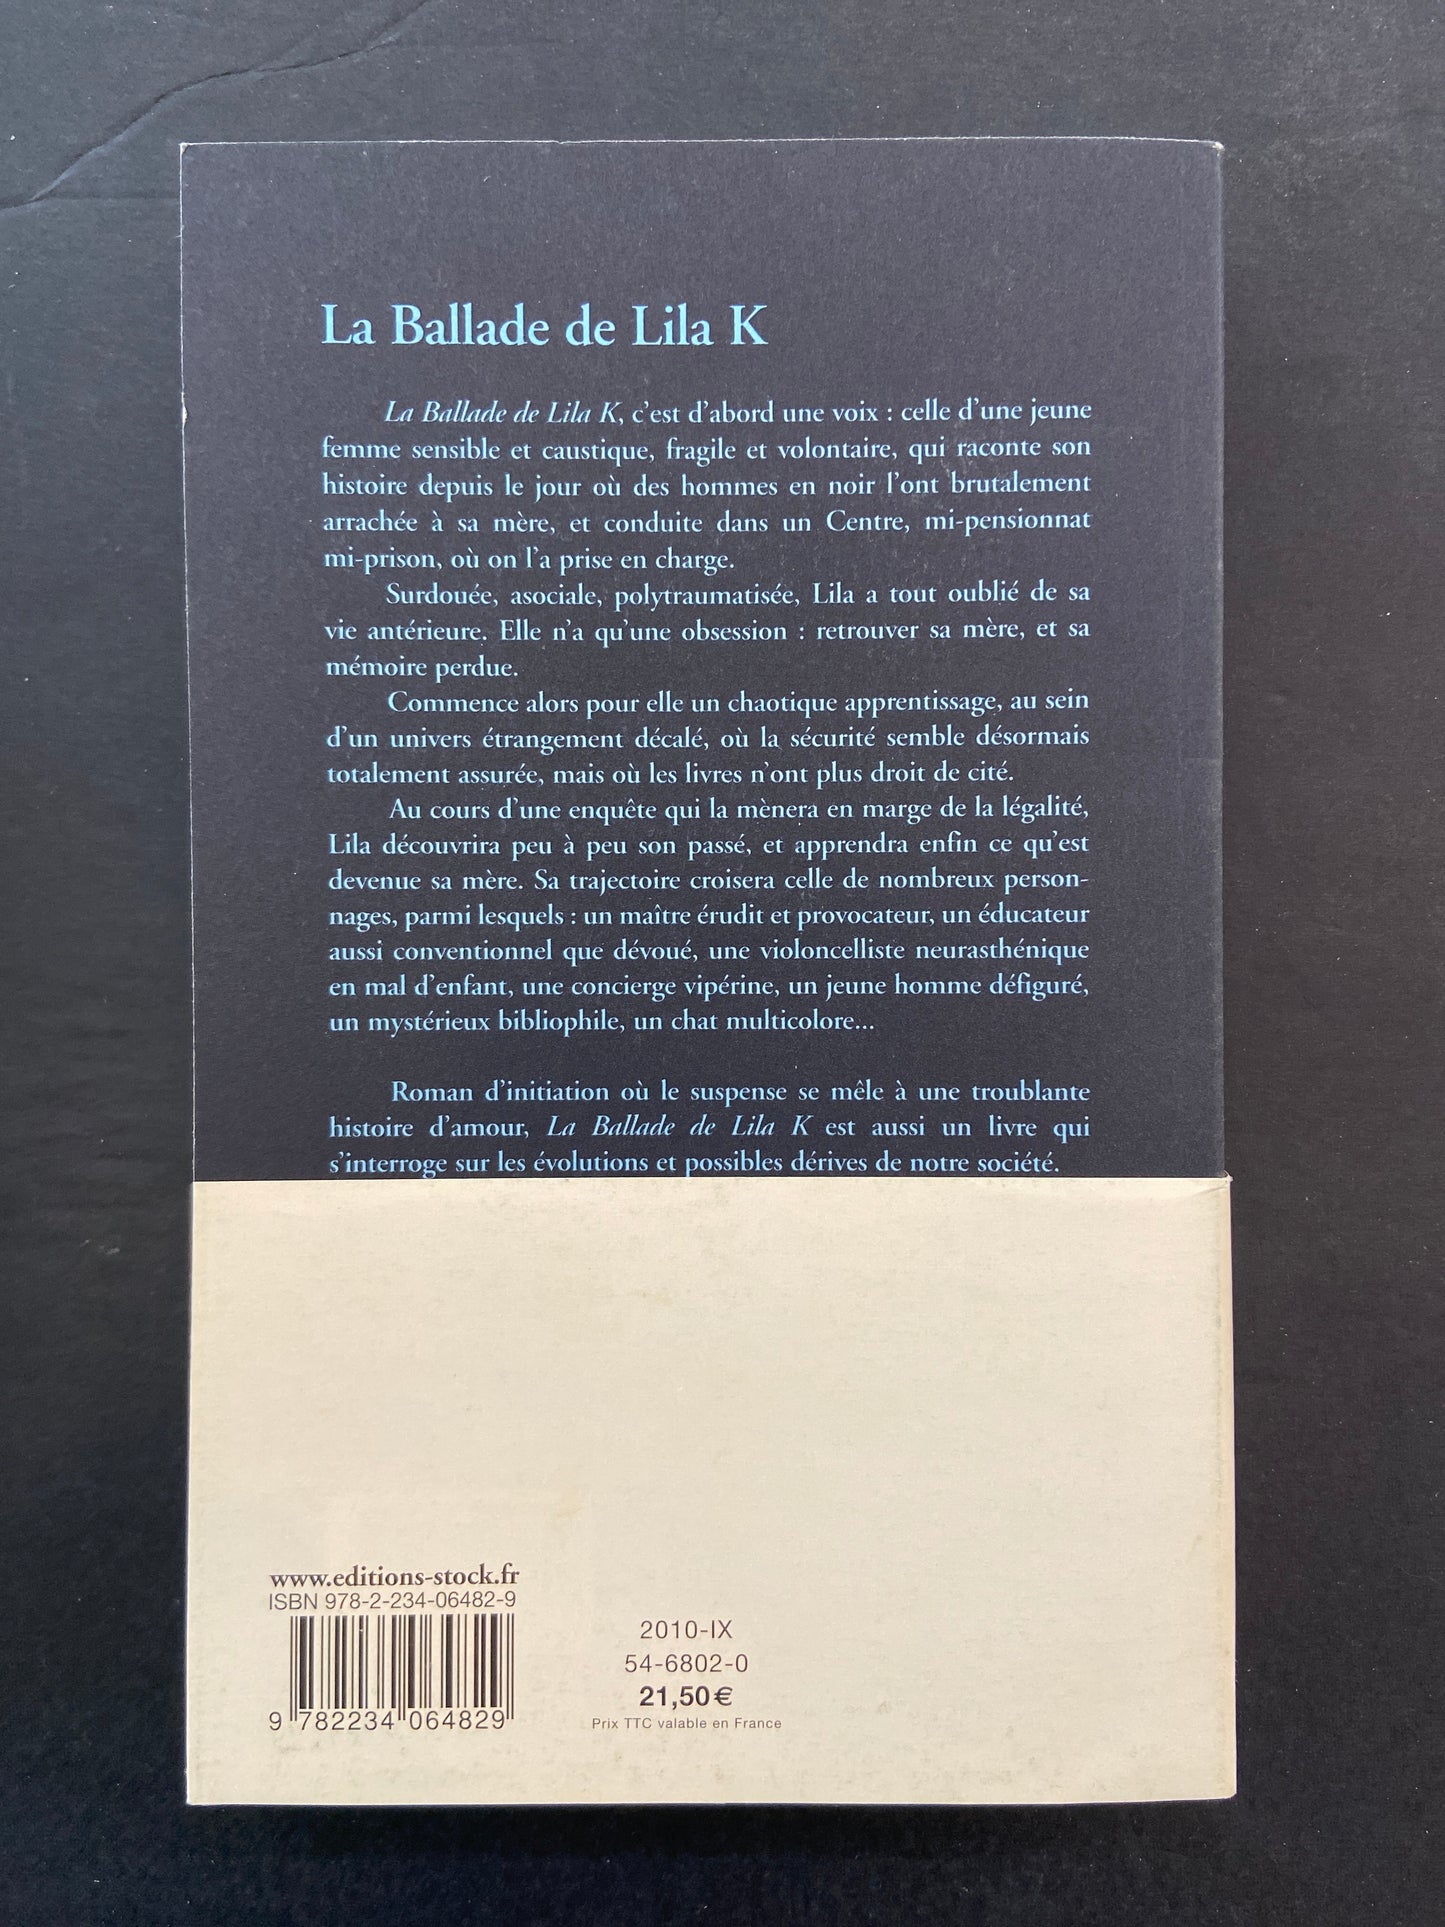 La Ballade de Lila K
La Ballade de Lila K, c'est d'abord une voix : celle d'une jeune
femme sensible et caustique, fragile et volontaire, qui raconte son
histoire depuis le jour où des hommes en noir l'ont brutalement
arrachée à sa mère, et conduite dans un Centre, mi-pensionnat
mi-prison, où on l'a prise en charge.
Surdouée, asociale, polytraumatisée, Lila a tout oublié de sa
vie antérieure. Elle n'a qu'une obsession : retrouver sa mère, et sa
mémoire perdue.
Commence alors pour elle un chaotique apprentissage, au sein
d'un univers étrangement décalé, où la sécurité semble désormais
totalement assurée, mais où les livres n'ont plus droit de cité.
Au cours d'une enquête qui la mènera en marge de la légalité,
Lila découvrira peu à peu son passé, et apprendra enfin ce qu'est
devenue sa mère. Sa trajectoire croisera celle de nombreux person-
nages, parmi lesquels : un maître érudit et provocateur, un éducateur
aussi conventionnel que dévoué, une violoncelliste neurasthénique
en mal d'enfant, une concierge vipérine, un jeune homme défiguré,
un mystérieux bibliophile, un chat multicolore...
Roman d'initiation où le suspense se mêle à une troublante
histoire d'amour, La Ballade de Lila K est aussi un livre qui
s'interroge sur les évolutions et possibles dérives de notre société.
www.editions-stock.fr
ISBN 978-2-234-06482-9
9 782234 064829
2010-IX
54-6802-0
21,50€
Prix TTC valable en France